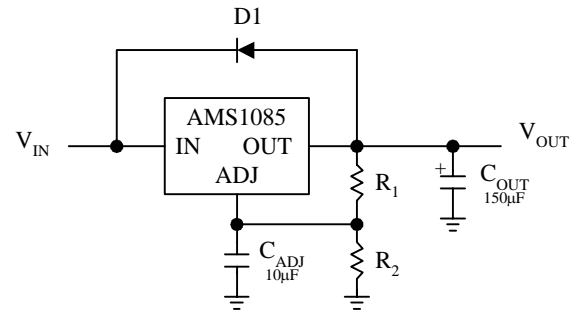 D1
AMS1085
V_IN
IN OUT
V_OUT
ADJ
+
R_1
C_OUT
150µF
C_ADJ
10µF
R_2